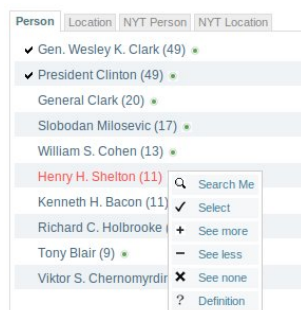 Person Location NYT Person NYT Location
✔ Gen. Wesley K. Clark (49)
✔ President Clinton (49)
General Clark (20)
Slobodan Milosevic (17)
William S. Cohen (13)
Henry H. Shelton (11)
Search Me
Kenneth H. Bacon (11)
Select
Richard C. Holbrooke (
See more
See less
Tony Blair (9)
See none
Viktor S. Chernomyrdin
? Definition